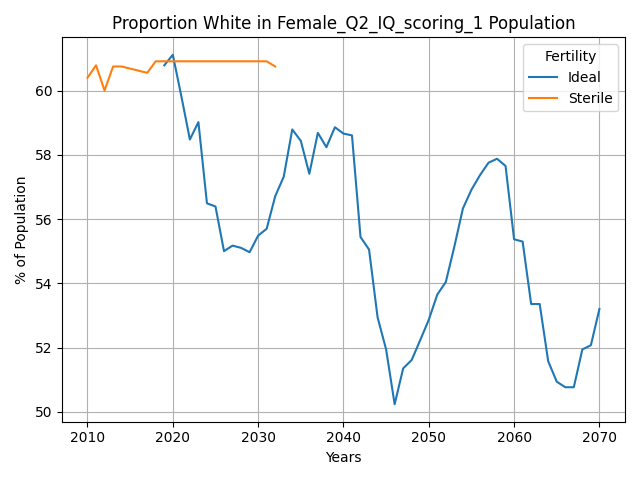 Proportion White in Female_Q2_IQ_scoring_1 Population
Fertility
Ideal
Sterile
% of Population
60
58
56
54
52
50
2010
2020
2030
2040
2050
2060
2070
Years